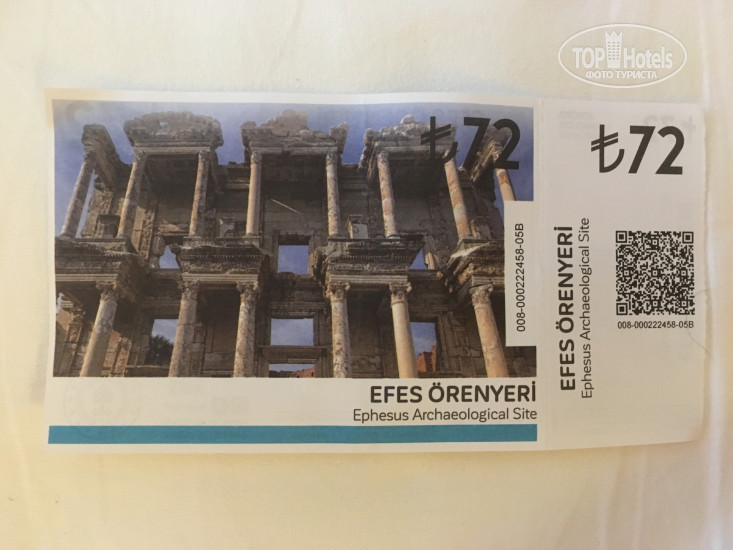 TOP Hotels
ФОТО ТУРИСТА
₺72
008-000222458-05B
EFES ÖRENYERİ
Ephesus Archaeological Site
₺72
EFES ÖRENYERİ
Ephesus Archaeological Site
008-000222458-05B